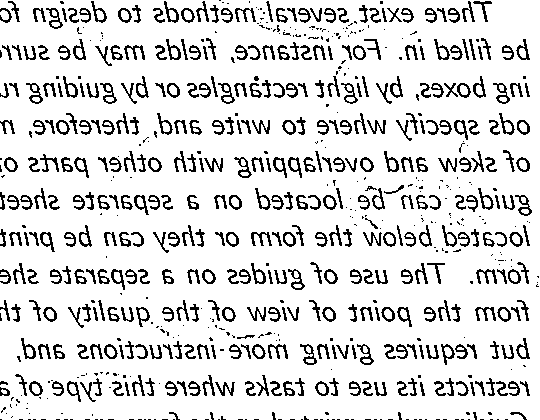 There exist several methods to design fo
be filled in. For instance, fields may be surro
ing boxes, by light rectangles or by guiding ru
ods specify where to write and, therefore, m
of skew and overlapping with other parts o
guides can be located on a separate sheet
located below the form or they can be print
form. The use of guides on a separate she
from the point of view of the quality of th
but requires giving more instructions and,
restricts its use to tasks where this type of a